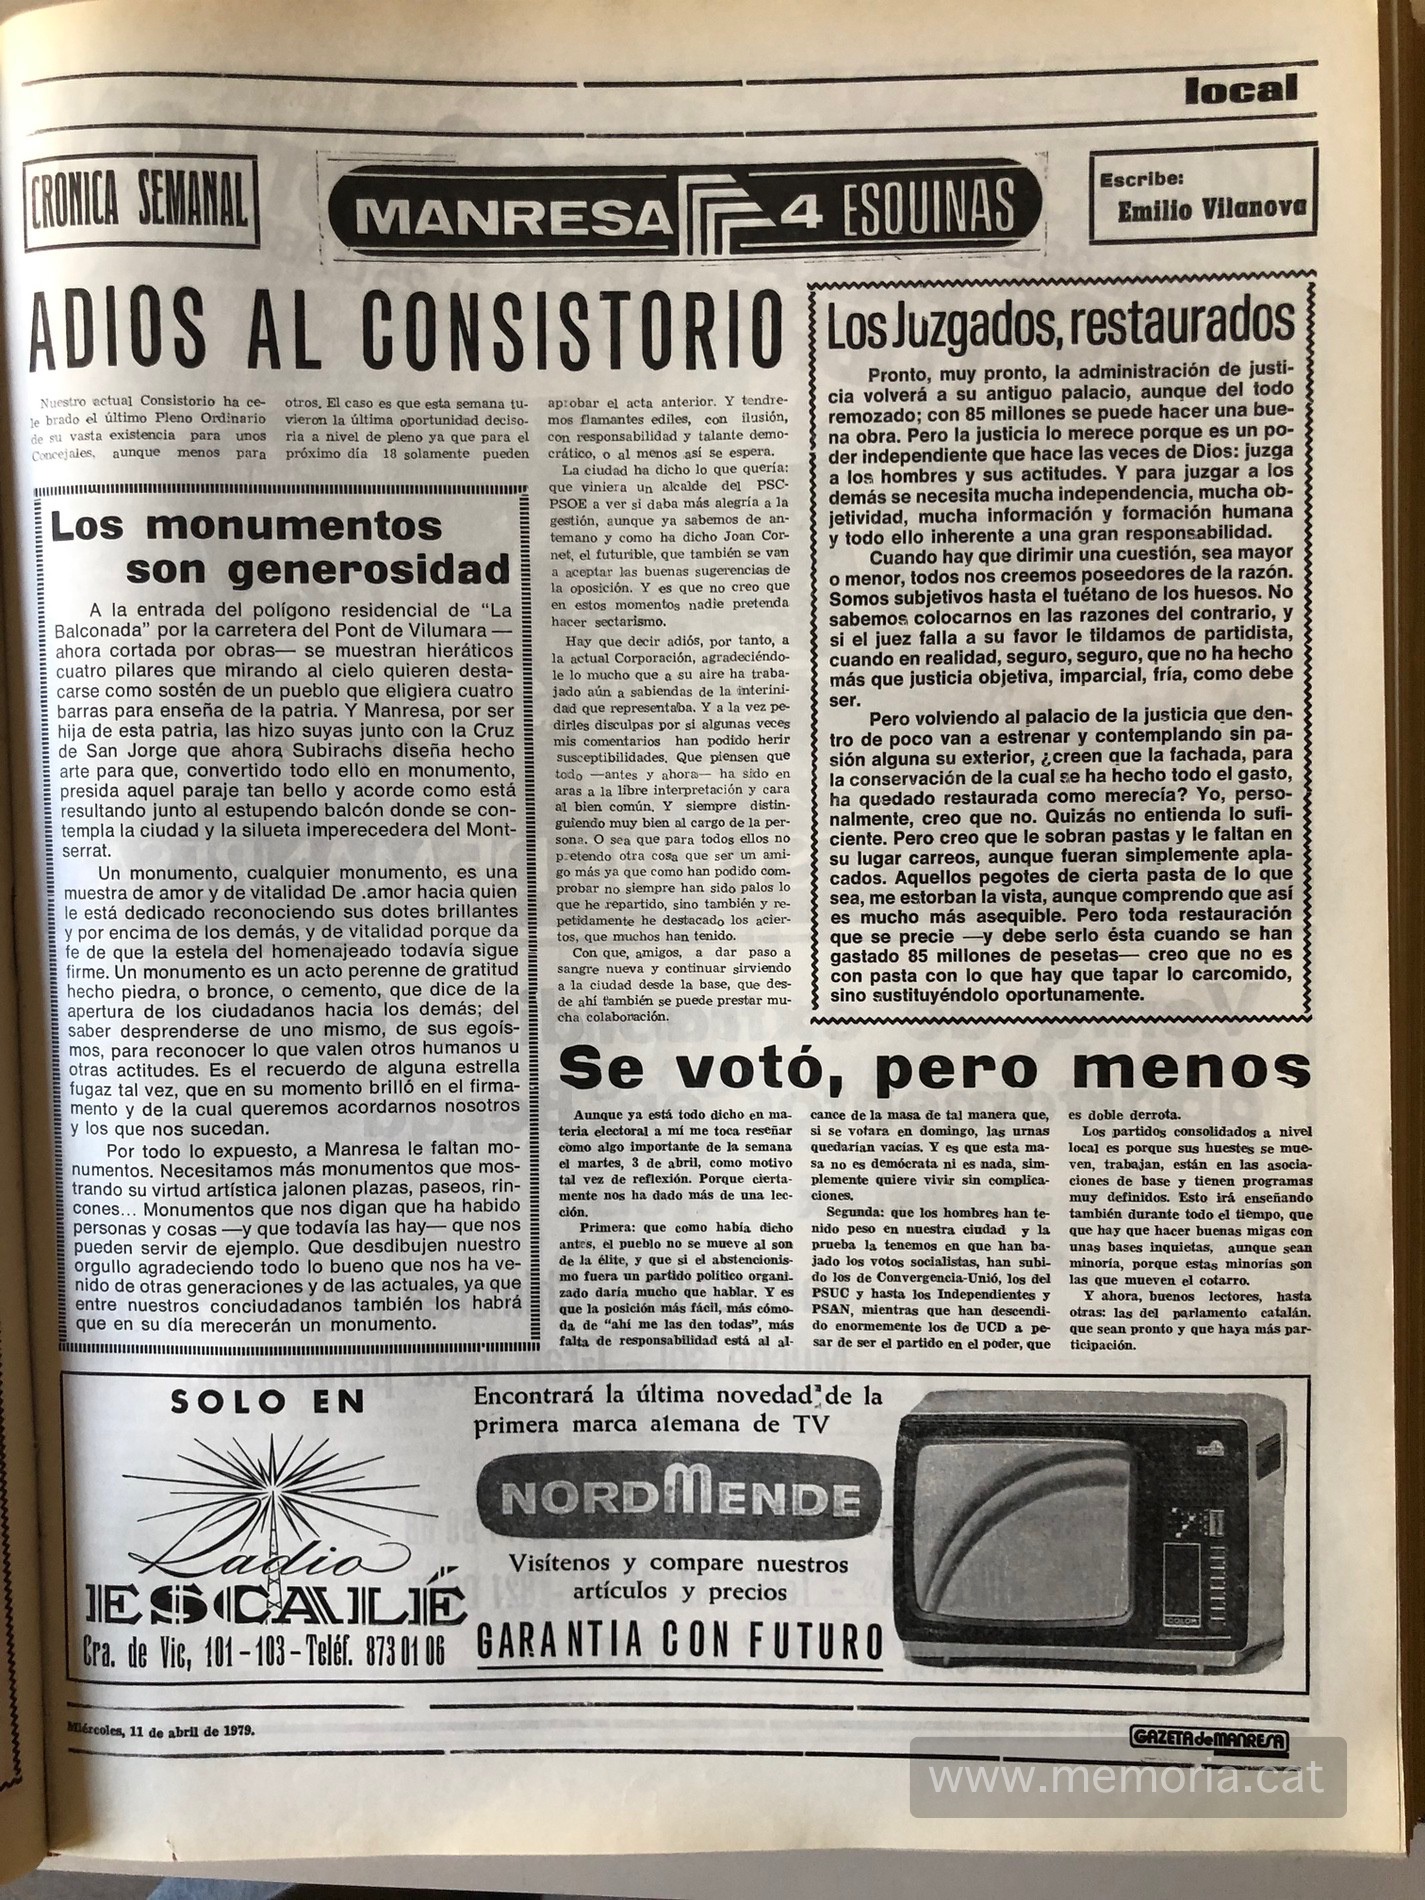 local
CRONICA SEMANAL
MANRESA 4 ESQUINAS
Escribe:
Emilio Vilanova
ADIOS AL CONSISTORIO
Nuestro actual Consistorio ha ce-
le brado el último Pleno Ordinario
de su vasta existencia para unos
Concejales, aunque menos para
otros. El caso es que esta semana tu-
vieron la última oportunidad deciso-
ria a nivel de pleno ya que para el
próximo día 18 solamente pueden
aprobar el acta anterior. Y tendre-
mos flamantes ediles, con ilusión,
con responsabilidad y talante demo-
crático, o al menos así se espera.
La ciudad ha dicho lo que quería:
que viniera un alcalde del PSC-
PSOE a ver si daba más alegría a la
gestión, aunque ya sabemos de an-
temano y como ha dicho Joan Cor-
net, el futurible, que también se van
a aceptar las buenas sugerencias de
la oposición. Y es que no creo que
en estos momentos nadie pretenda
hacer sectarismo.
Hay que decir adiós, por tanto, a
la actual Corporación, agradeciéndo-
le lo mucho que a su aire ha traba-
jado aún a sabiendas de la interini-
dad que representaba. Y a la vez pe-
dirles disculpas por si algunas veces
mis comentarios han podido herir
susceptibilidades. Que piensen que
todo —antes y ahora— ha sido en
aras a la libre interpretación y cara
al bien común. Y siempre distin-
guiendo muy bien al cargo de la per-
sona. O sea que para todos ellos no
pretendo otra cosa que ser un ami-
go más ya que como han podido com-
probar no siempre han sido palos lo
que he repartido, sino también y re-
petidamente he destacado los acier-
tos, que muchos han tenido.
Con que, amigos, a dar paso a
sangre nueva y continuar sirviendo
a la ciudad desde la base, que des-
de ahí también se puede prestar mu-
cha colaboración.
Los monumentos
son generosidad
A la entrada del polígono residencial de "La
Balconada" por la carretera del Pont de Vilumara —
ahora cortada por obras— se muestran hieráticos
cuatro pilares que mirando al cielo quieren desta-
carse como sostén de un pueblo que eligiera cuatro
barras para enseña de la patria. Y Manresa, por ser
hija de esta patria, las hizo suyas junto con la Cruz
de San Jorge que ahora Subirachs diseña hecho
arte para que, convertido todo ello en monumento,
presida aquel paraje tan bello y acorde como está
resultando junto al estupendo balcón donde se con-
templa la ciudad y la silueta imperecedera del Mont-
serrat.
Un monumento, cualquier monumento, es una
muestra de amor y de vitalidad De .amor hacia quien
le está dedicado reconociendo sus dotes brillantes
y por encima de los demás, y de vitalidad porque da
fe de que la estela del homenajeado todavía sigue
firme. Un monumento es un acto perenne de gratitud
hecho piedra, o bronce, o cemento, que dice de la
apertura de los ciudadanos hacia los demás; del
saber desprenderse de uno mismo, de sus egoís-
mos, para reconocer lo que valen otros humanos u
otras actitudes. Es el recuerdo de alguna estrella
fugaz tal vez, que en su momento brilló en el firma-
mento y de la cual queremos acordarnos nosotros
y los que nos sucedan.
Por todo lo expuesto, a Manresa le faltan mo-
numentos. Necesitamos más monumentos que mos-
trando su virtud artística jalonen plazas, paseos, rin-
cones... Monumentos que nos digan que ha habido
personas y cosas —y que todavía las hay— que nos
pueden servir de ejemplo. Que desdibujen nuestro
orgullo agradeciendo todo lo bueno que nos ha ve-
nido de otras generaciones y de las actuales, ya que
entre nuestros conciudadanos también los habrá
que en su día merecerán un monumento.
Los Juzgados, restaurados
Pronto, muy pronto, la administración de justi-
cia volverá a su antiguo palacio, aunque del todo
remozado; con 85 millones se puede hacer una bue-
na obra. Pero la justicia lo merece porque es un po-
der independiente que hace las veces de Dios: juzga
a los hombres y sus actitudes. Y para juzgar a los
demás se necesita mucha independencia, mucha ob-
jetividad, mucha información y formación humana
y todo ello inherente a una gran responsabilidad.
Cuando hay que dirimir una cuestión, sea mayor
o menor, todos nos creemos poseedores de la razón.
Somos subjetivos hasta el tuétano de los huesos. No
sabemos colocarnos en las razones del contrario, y
si el juez falla a su favor le tildamos de partidista,
cuando en realidad, seguro, seguro, que no ha hecho
más que justicia objetiva, imparcial, fría, como debe
ser.
Pero volviendo al palacio de la justicia que den-
tro de poco van a estrenar y contemplando sin pa-
sión alguna su exterior, ¿creen que la fachada, para
la conservación de la cual se ha hecho todo el gasto,
ha quedado restaurada como merecía? Yo, perso-
nalmente, creo que no. Quizás no entienda lo sufi-
ciente. Pero creo que le sobran pastas y le faltan en
su lugar carreos, aunque fueran simplemente apla-
cados. Aquellos pegotes de cierta pasta de lo que
sea, me estorban la vista, aunque comprendo que así
es mucho más asequible. Pero toda restauración
que se precie —y debe serlo ésta cuando se han
gastado 85 millones de pesetas— creo que no es
con pasta con lo que hay que tapar lo carcomido,
sino sustituyéndolo oportunamente.
Se votó, pero menos
Aunque ya está todo dicho en ma-
teria electoral a mí me toca reseñar
como algo importante de la semana
el martes, 3 de abril, como motivo
tal vez de reflexión. Porque cierta-
mente nos ha dado más de una lec-
ción.
Primera: que como había dicho
antes, el pueblo no se mueve al son
de la élite, y que si el abstencionis-
mo fuera un partido político organi-
zado daría mucho que hablar. Y es
que la posición más fácil, más cómo-
da de "ahí me las den todas", más
falta de responsabilidad está al al-
cance de la masa de tal manera que,
si se votara en domingo, las urnas
quedarían vacías. Y es que esta ma-
sa no es demócrata ni es nada, sim-
plemente quiere vivir sin complica-
ciones.
Segunda: que los hombres han te-
nido peso en nuestra ciudad y la
prueba la tenemos en que han ba-
jado los votos socialistas, han subi-
do los de Convergencia-Unió, los del
PSUC y hasta los Independientes y
PSAN, mientras que han descendi-
do enormemente los de UCD a pe-
sar de ser el partido en el poder, que
es doble derrota.
Los partidos consolidados a nivel
local es porque sus huestes se mue-
ven, trabajan, están en las asocia-
ciones de base y tienen programas
muy definidos. Esto irá enseñando
también durante todo el tiempo, que
que hay que hacer buenas migas con
unas bases inquietas, aunque sean
minoría, porque estas minorías son
las que mueven el cotarro.
Y ahora, buenos lectores, hasta
otras: las del parlamento catalán.
que sean pronto y que haya más par-
ticipación.
SOLO EN
Radio
ESCALÉ
Cra. de Vic, 101-103-Teléf. 873 01 06
Encontrará la última novedad de la
primera marca alemana de TV
NORDMENDE
Visítenos y compare nuestros
artículos y precios
GARANTIA CON FUTURO
COLOR
Miércoles, 11 de abril de 1979.
GAZETA de MANRESA
www.memoria.cat